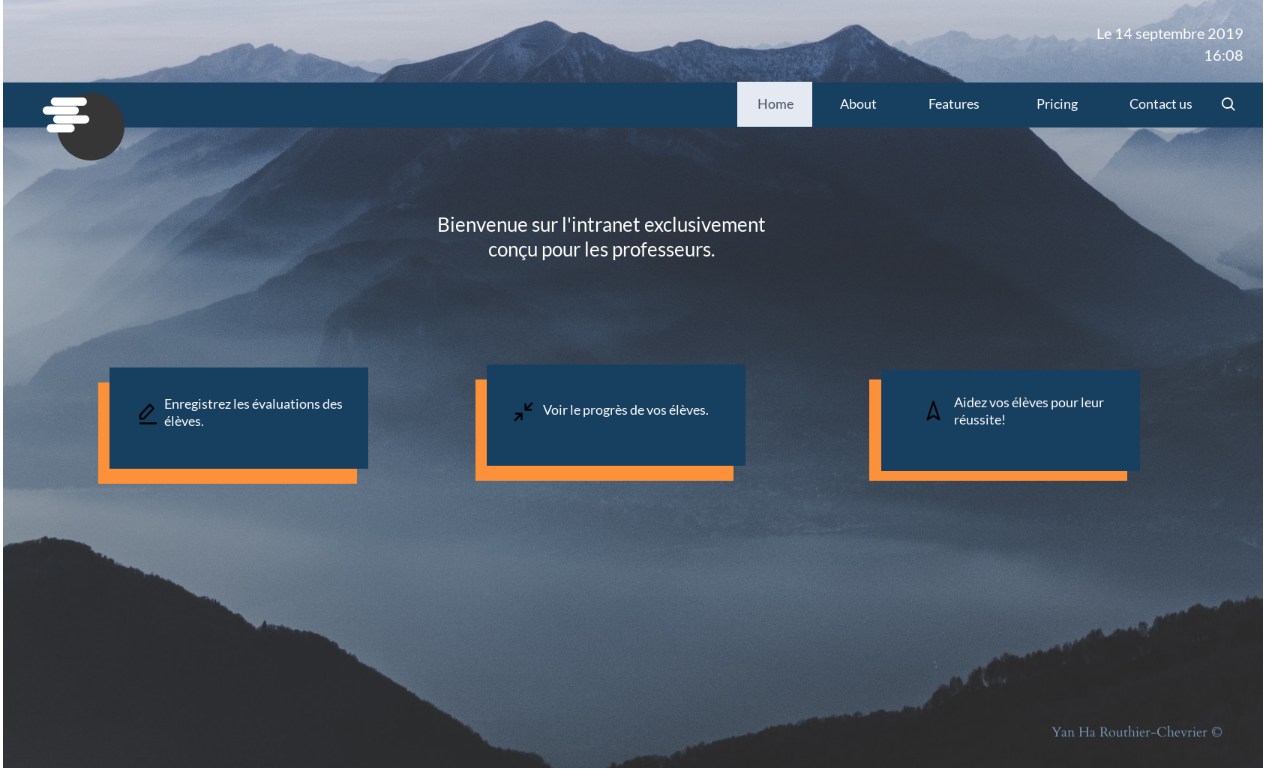 Le 14 septembre 2019
16:08
Home About Features Pricing Contact us
Bienvenue sur l'intranet exclusivement
conçu pour les professeurs.
Enregistrez les évaluations des
élèves.
Voir le progrès de vos élèves.
Aidez vos élèves pour leur
réussite!
Yan Ha Routhier-Chevrier ©